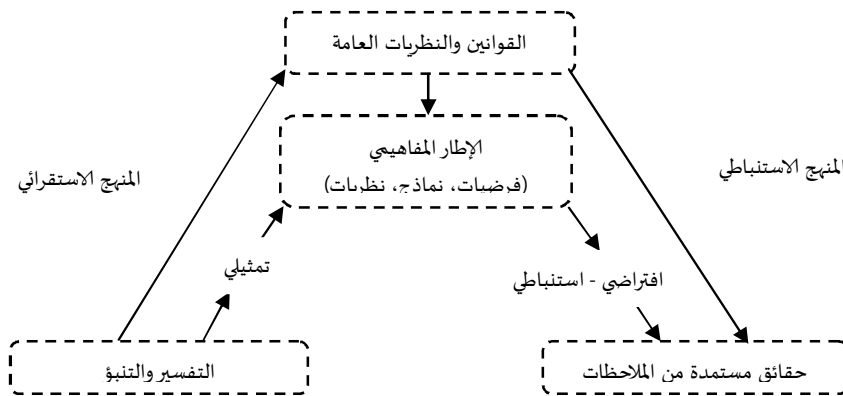 القوانين والنظريات العامة
الإطار المفاهيمي
(فرضيات، نماذج، نظريات)
المنهج الاستنباطي
المنهج الاستقرائي
تمثيلي
افتراضي - استنباطي
حقائق مستمدة من الملاحظات
التفسير والتنبؤ